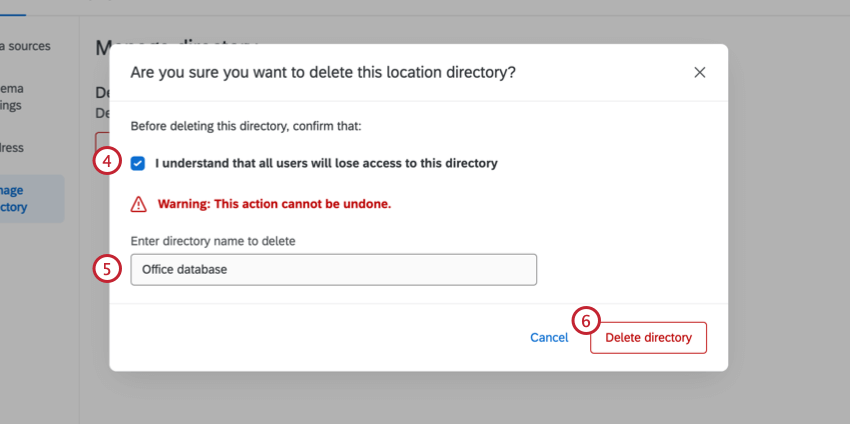 a sources
Manage directory
Are you sure you want to delete this location directory?
ema
ings
De
De
Before deleting this directory, confirm that:
ress
4
I understand that all users will lose access to this directory
nage
ctory
Warning: This action cannot be undone.
Enter directory name to delete
5
Office database
6
Cancel
Delete directory